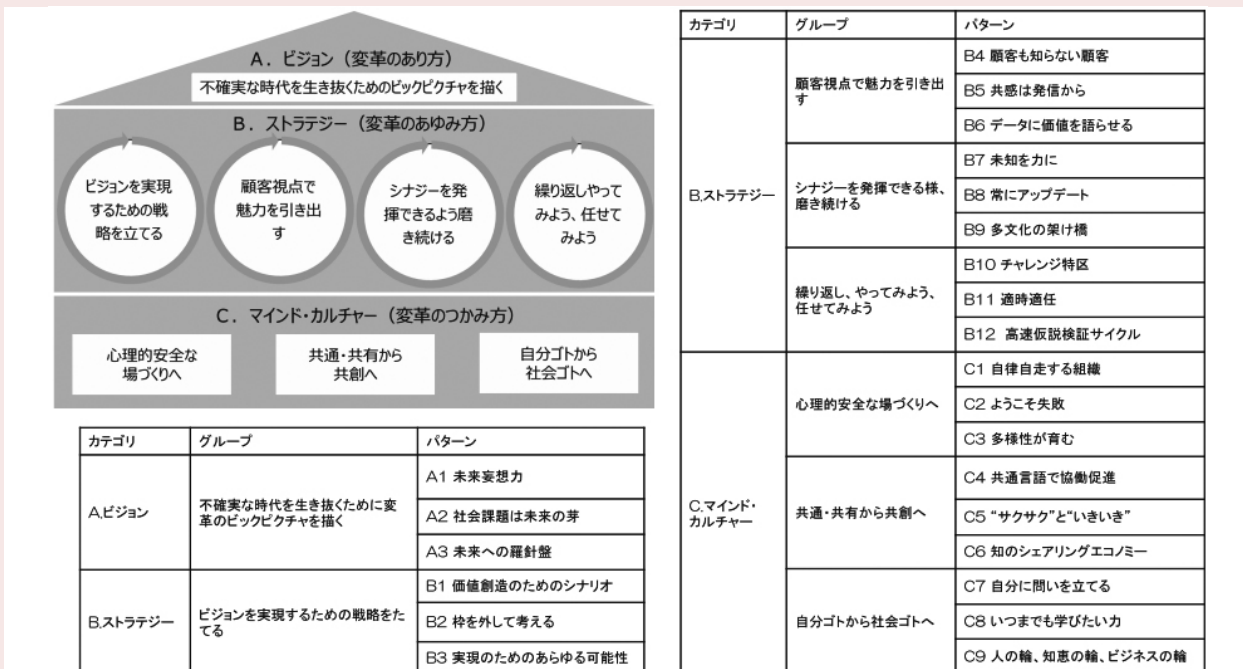 A. ビジョン（変革のあり方）
不確実な時代を生き抜くためのビックピクチャを描く
B. ストラテジー（変革のあゆみ方）
ビジョンを実現
するための戦
略を立てる
顧客視点で
魅力を引き出
す
シナジーを発
揮できるよう磨
き続ける
繰り返しやって
みよう、任せて
みよう
C. マインド・カルチャー（変革のつかみ方）
心理的安全な
場づくりへ
共通・共有から
共創へ
自分ゴトから
社会ゴトへ
カテゴリ グループ パターン
A.ビジョン
不確実な時代を生き抜くために変
革のビックピクチャを描く
A1 未来妄想力
A2 社会課題は未来の芽
A3 未来への羅針盤
B.ストラテジー
ビジョンを実現するための戦略をた
てる
B1 価値創造のためのシナリオ
B2 枠を外して考える
B3 実現のためのあらゆる可能性
カテゴリ グループ パターン
B.ストラテジー
顧客視点で魅力を引き出
す
B4 顧客も知らない顧客
B5 共感は発信から
B6 データに価値を語らせる
シナジーを発揮できる様、
磨き続ける
B7 未知を力に
B8 常にアップデート
B9 多文化の架け橋
繰り返し、やってみよう、
任せてみよう
B10 チャレンジ特区
B11 適時適任
B12 高速仮説検証サイクル
C.マインド・
カルチャー
心理的安全な場づくりへ
C1 自律自走する組織
C2 ようこそ失敗
C3 多様性が育む
共通・共有から共創へ
C4 共通言語で協働促進
C5 “サクサク”と“いきいき”
C6 知のシェアリングエコノミー
自分ゴトから社会ゴトへ
C7 自分に問いを立てる
C8 いつまでも学びたい力
C9 人の輪、知恵の輪、ビジネスの輪